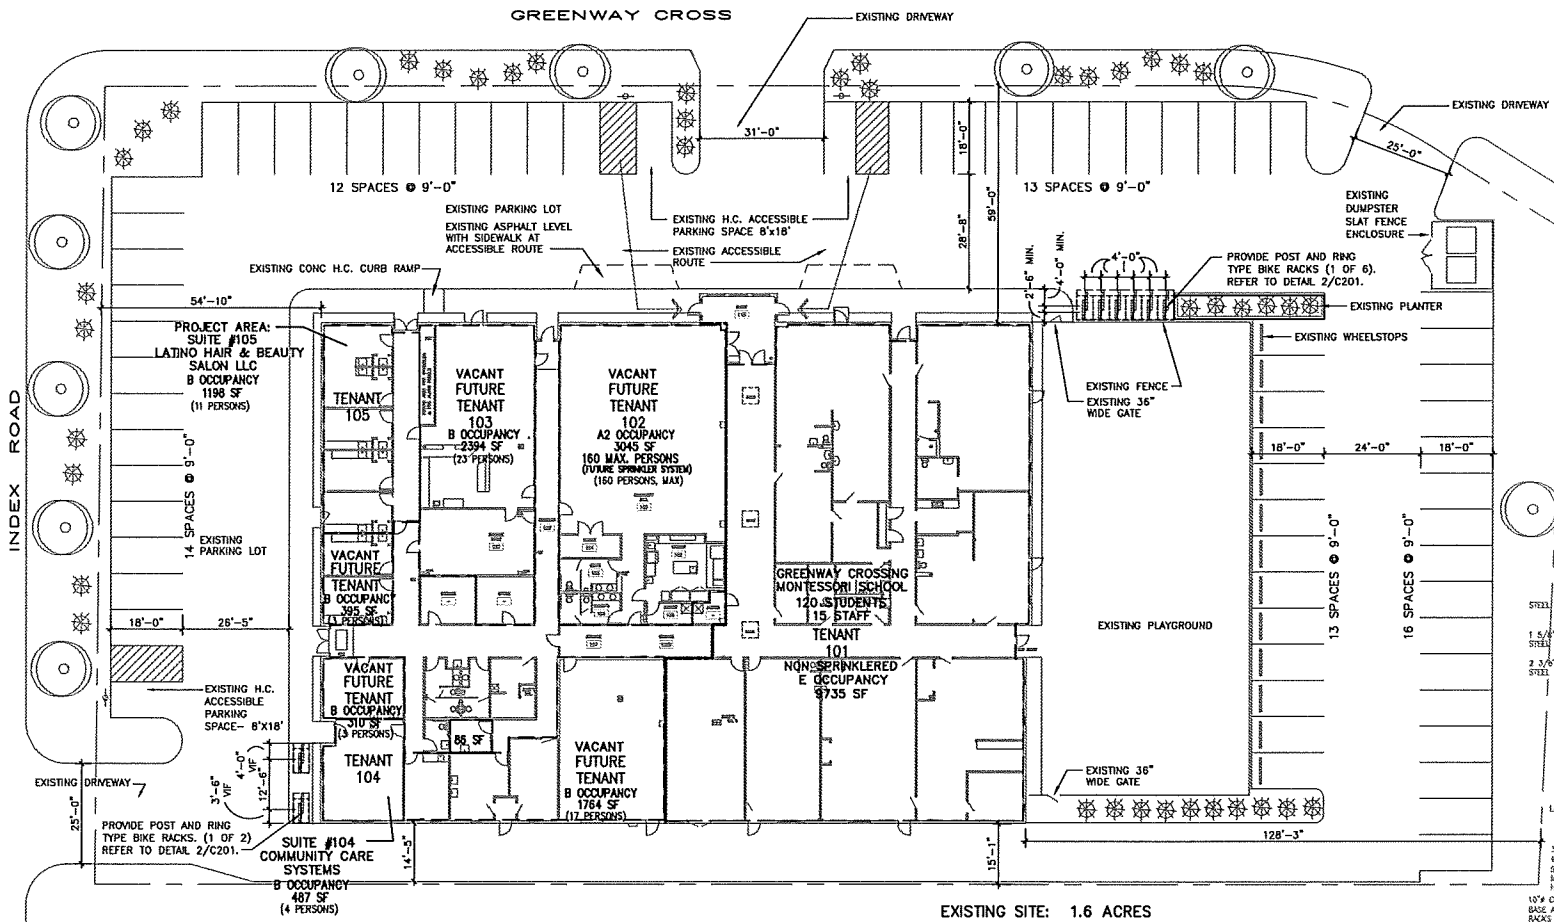 GREENWAY CROSS
EXISTING DRIVEWAY
EXISTING DRIVEWAY
31'-0"
18'-0"
25'-0"
12 SPACES @ 9'-0"
13 SPACES @ 9'-0"
59'-0"
28'-8"
EXISTING
DUMPSTER
SLAT FENCE
ENCLOSURE
EXISTING PARKING LOT
EXISTING ASPHALT LEVEL
WITH SIDEWALK AT
ACCESSIBLE ROUTE
EXISTING H.C. ACCESSIBLE
PARKING SPACE 8'x18'
EXISTING ACCESSIBLE
ROUTE
EXISTING CONC H.C. CURB RAMP
2'-6" MIN.
4'-0" MIN.
4'-0"
PROVIDE POST AND RING
TYPE BIKE RACKS (1 OF 6).
REFER TO DETAIL 2/C201.
EXISTING PLANTER
EXISTING WHEELSTOPS
EXISTING FENCE
EXISTING 36"
WIDE GATE
54'-10"
PROJECT AREA:
SUITE #105
LATINO HAIR & BEAUTY
SALON LLC
B OCCUPANCY
1198 SF
(11 PERSONS)
TENANT
105
VACANT
FUTURE
TENANT
103
B OCCUPANCY
2394 SF
(23 PERSONS)
VACANT
FUTURE
TENANT
102
A2 OCCUPANCY
3045 SF
160 MAX. PERSONS
(FUTURE SPRINKLER SYSTEM)
(160 PERSONS, MAX)
INDEX ROAD
14 SPACES @ 9'-0"
EXISTING
PARKING LOT
18'-0"
26'-5"
VACANT
FUTURE
TENANT
B OCCUPANCY
395 SF
(3 PERSONS)
GREENWAY CROSSING
MONTESSORI SCHOOL
120 STUDENTS
15 STAFF
TENANT
101
NON SPRINKLERED
E OCCUPANCY
9735 SF
EXISTING PLAYGROUND
18'-0"
24'-0"
18'-0"
13 SPACES @ 9'-0"
16 SPACES @ 9'-0"
STEEL
STEEL
EXISTING H.C.
ACCESSIBLE
PARKING
SPACE- 8'X18'
VACANT
FUTURE
TENANT
B OCCUPANCY
310 SF
(3 PERSONS)
86 SF
TENANT
104
VACANT
FUTURE
TENANT
B OCCUPANCY
1764 SF
(17 PERSONS)
EXISTING 36"
WIDE GATE
EXISTING DRIVEWAY
25'-0"
3'-6"
VIF
4'-0"
VIF
12'-6"
PROVIDE POST AND RING
TYPE BIKE RACKS. (1 OF 2)
REFER TO DETAIL 2/C201.
SUITE #104
COMMUNITY CARE
SYSTEMS
B OCCUPANCY
487 SF
(4 PERSONS)
14'-5"
15'-1"
128'-3"
EXISTING SITE: 1.6 ACRES